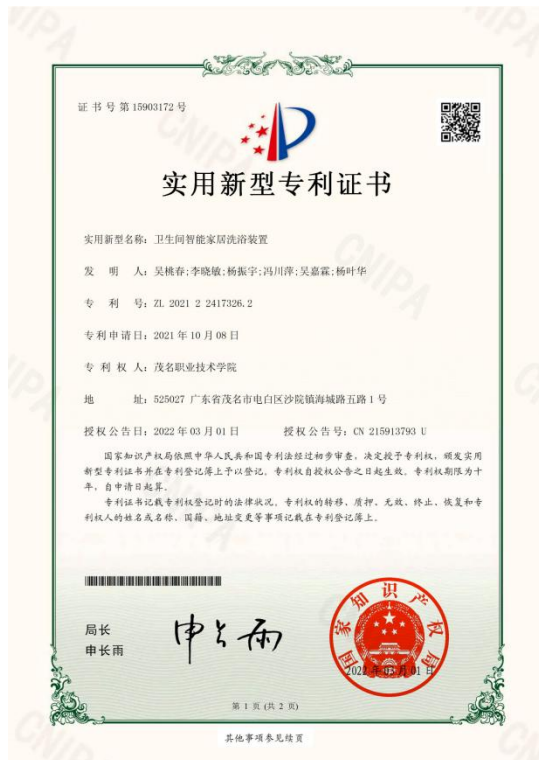 证书号第15903172号
实用新型专利证书
实用新型名称：卫生间智能家居洗浴装置
发明人：吴桃春;李晓敏;杨振宇;冯川萍;吴嘉霖;杨叶华
专利号：ZL 2021 2 2417326.2
专利申请日：2021年10月08日
专利权人：茂名职业技术学院
地址：525027 广东省茂名市电白区沙院镇海城路五路1号
授权公告日：2022年03月01日 授权公告号：CN 215913793 U
国家知识产权局依照中华人民共和国专利法经过初步审查，决定授予专利权，颁发实用
新型专利证书并在专利登记簿上予以登记。专利权自授权公告之日起生效。专利权期限为十
年，自申请日起算。
专利证书记载专利权登记时的法律状况。专利权的转移、质押、无效、终止、恢复和专
利权人的姓名或名称、国籍、地址变更等事项记载在专利登记簿上。
局长
申长雨
申长雨
国家知识产权局
2022年03月01日
第 1 页 (共 2 页)
其他事项参见续页
CNIPA